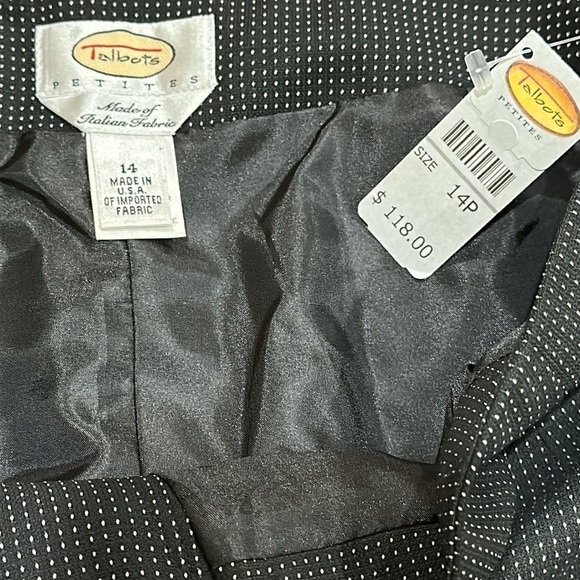 Talbots
PETITES
Made of
Italian Fabric
14
MADE IN
U.S.A.
OF IMPORTED
FABRIC
Talbots
PETITES
SIZE 14P
$ 118.00